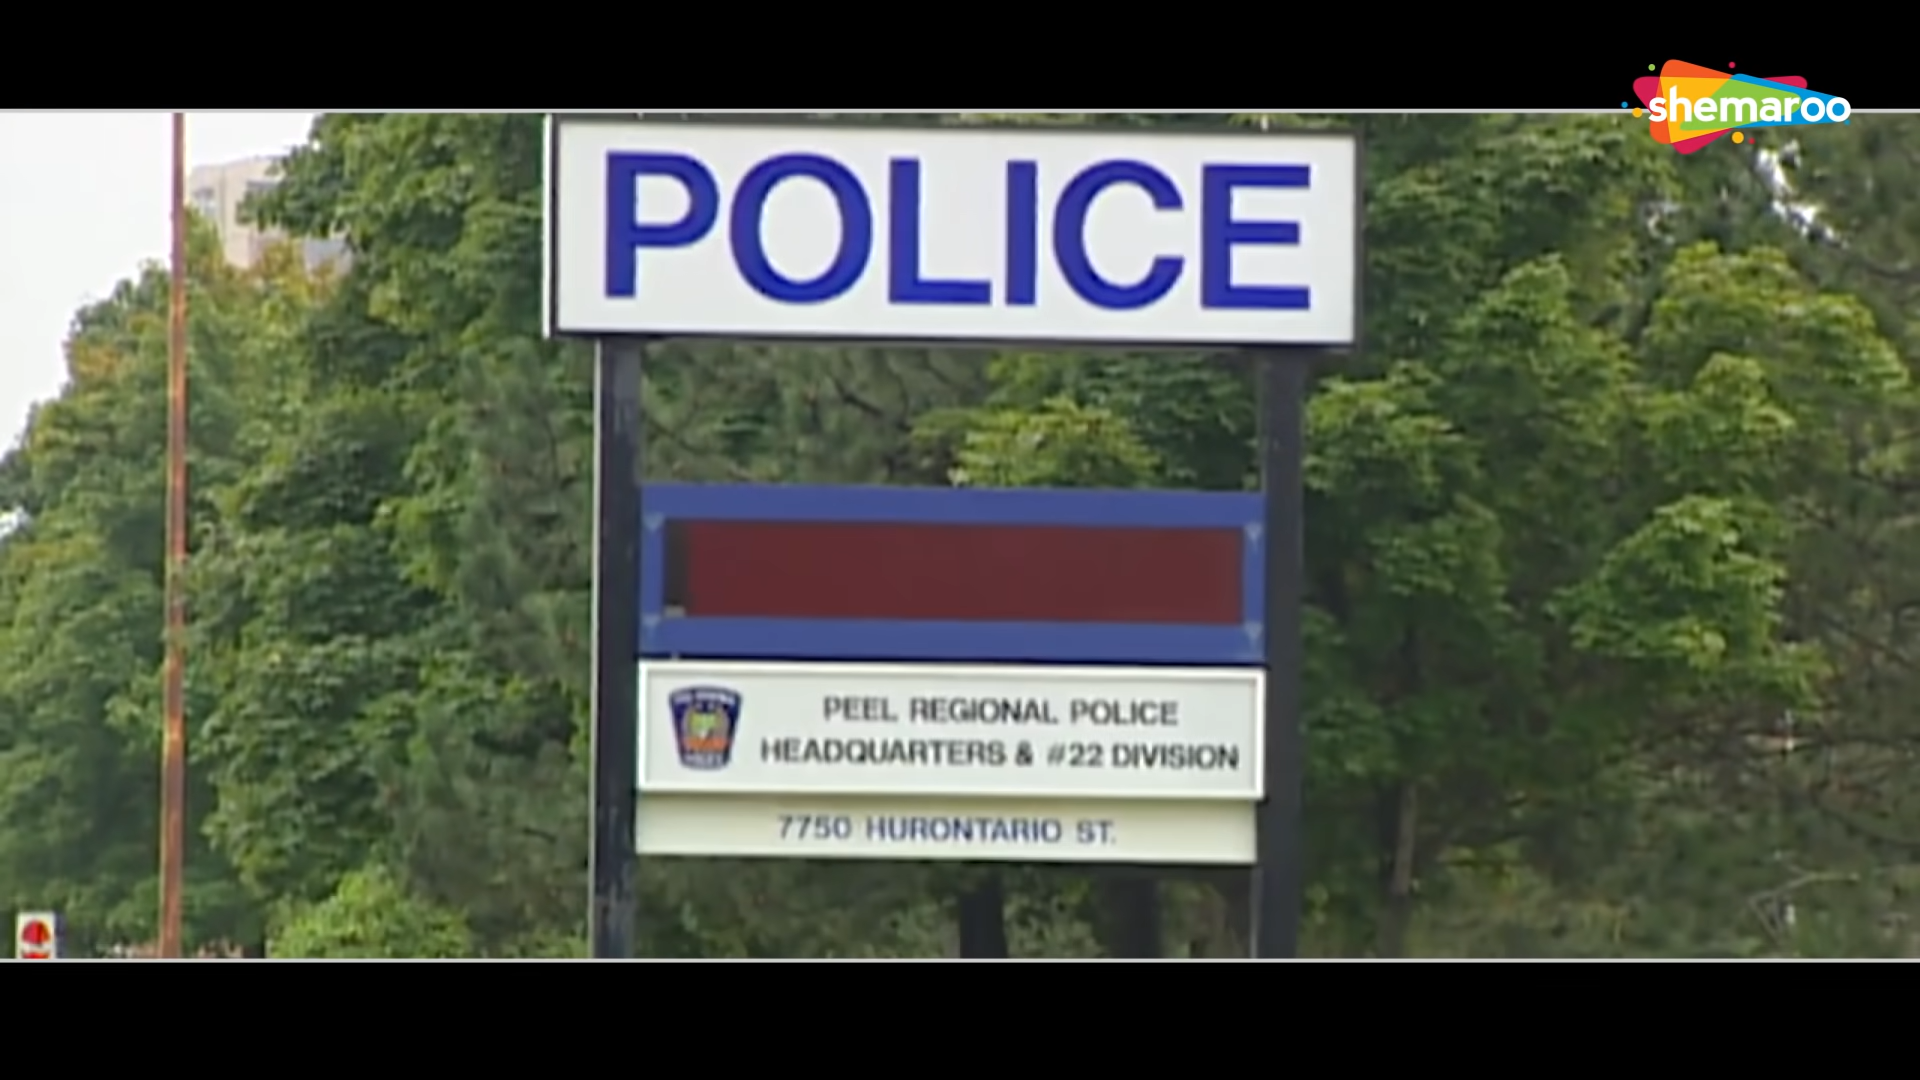 shemaroo
POLICE
PEEL REGIONAL POLICE
HEADQUARTERS & #22 DIVISION
7750 HURONTARIO ST.